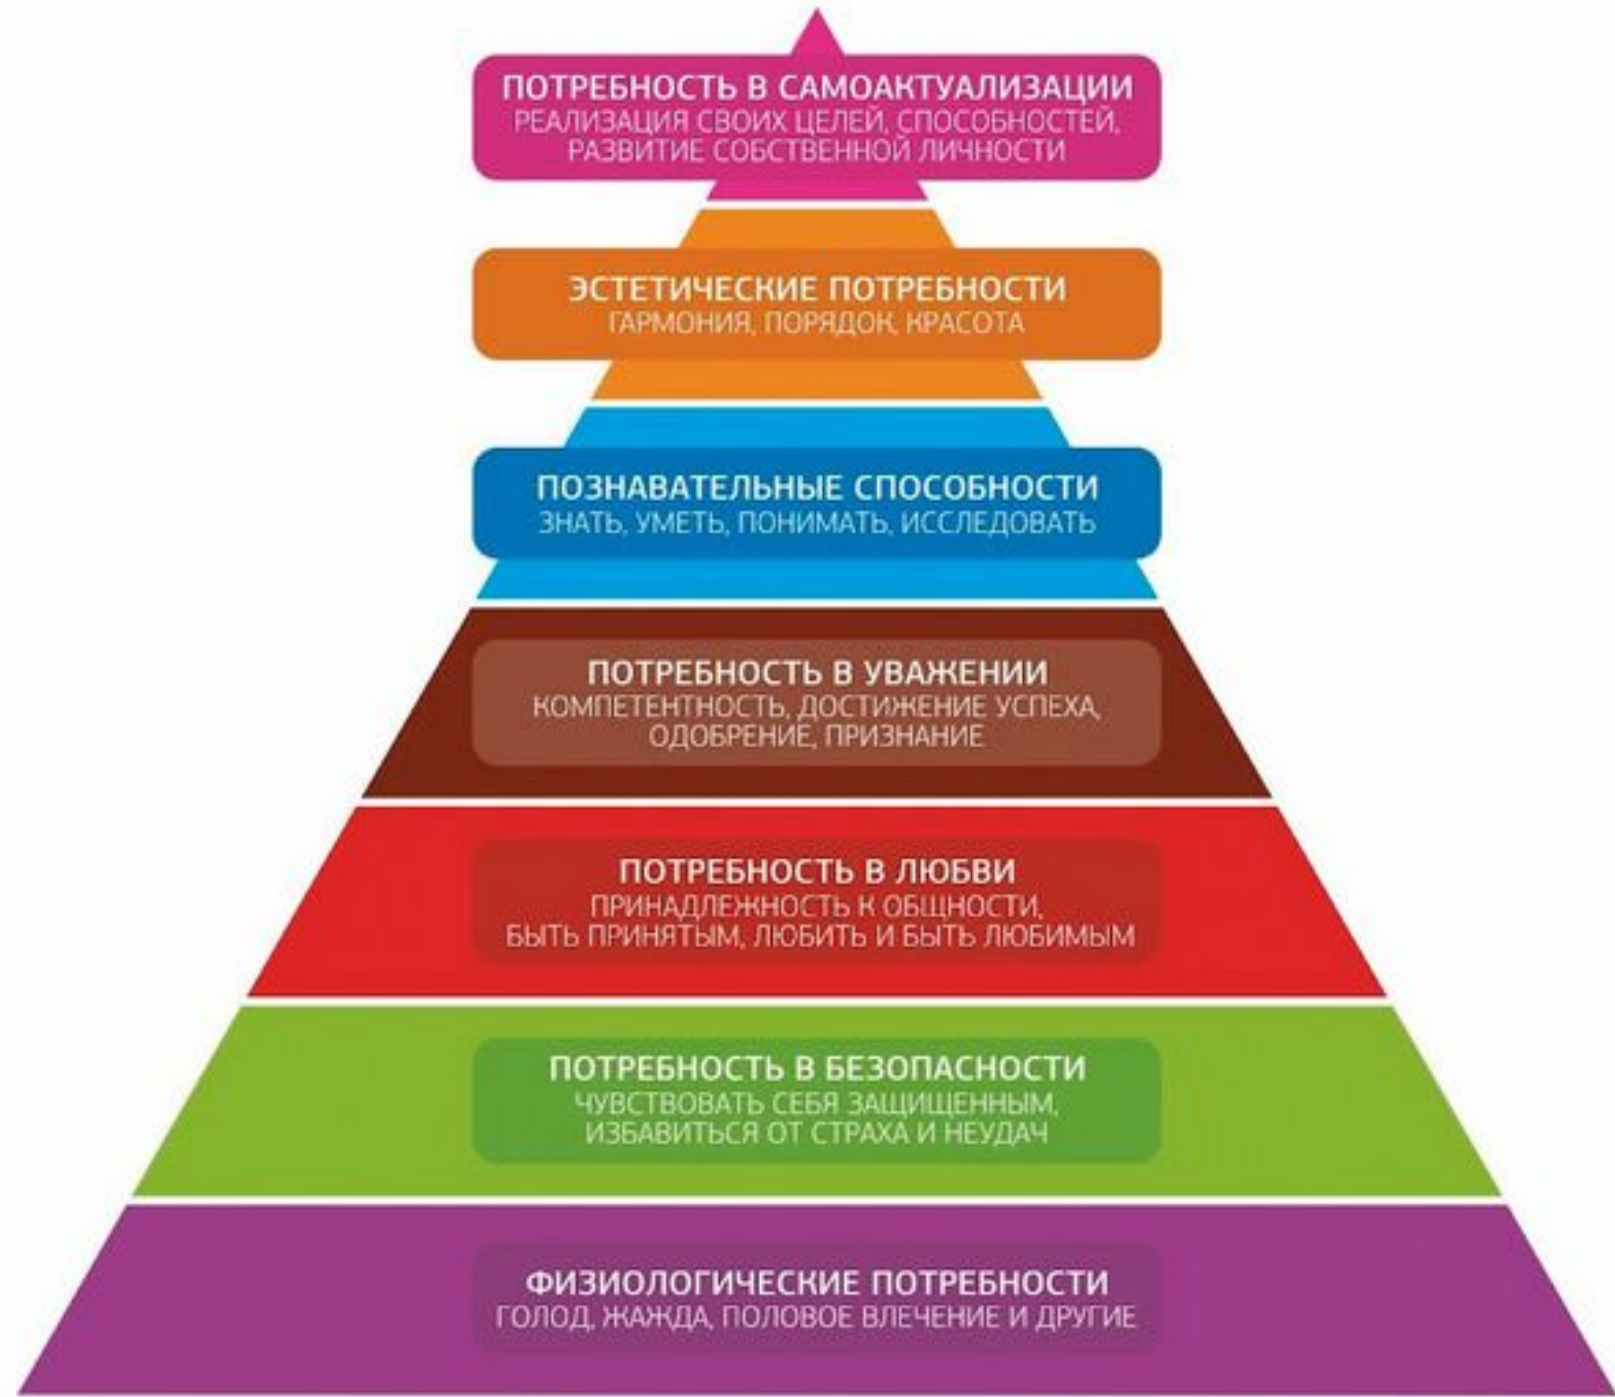 ПОТРЕБНОСТЬ В САМОАКТУАЛИЗАЦИИ
РЕАЛИЗАЦИЯ СВОИХ ЦЕЛЕЙ, СПОСОБНОСТЕЙ,
РАЗВИТИЕ СОБСТВЕННОЙ ЛИЧНОСТИ
ЭСТЕТИЧЕСКИЕ ПОТРЕБНОСТИ
ГАРМОНИЯ, ПОРЯДОК, КРАСОТА
ПОЗНАВАТЕЛЬНЫЕ СПОСОБНОСТИ
ЗНАТЬ, УМЕТЬ, ПОНИМАТЬ, ИССЛЕДОВАТЬ
ПОТРЕБНОСТЬ В УВАЖЕНИИ
КОМПЕТЕНТНОСТЬ, ДОСТИЖЕНИЕ УСПЕХА,
ОДОБРЕНИЕ, ПРИЗНАНИЕ
ПОТРЕБНОСТЬ В ЛЮБВИ
ПРИНАДЛЕЖНОСТЬ К ОБЩНОСТИ,
БЫТЬ ПРИНЯТЫМ, ЛЮБИТЬ И БЫТЬ ЛЮБИМЫМ
ПОТРЕБНОСТЬ В БЕЗОПАСНОСТИ
ЧУВСТВОВАТЬ СЕБЯ ЗАЩИЩЕННЫМ,
ИЗБАВИТЬСЯ ОТ СТРАХА И НЕУДАЧ
ФИЗИОЛОГИЧЕСКИЕ ПОТРЕБНОСТИ
ГОЛОД, ЖАЖДА, ПОЛОВОЕ ВЛЕЧЕНИЕ И ДРУГИЕ